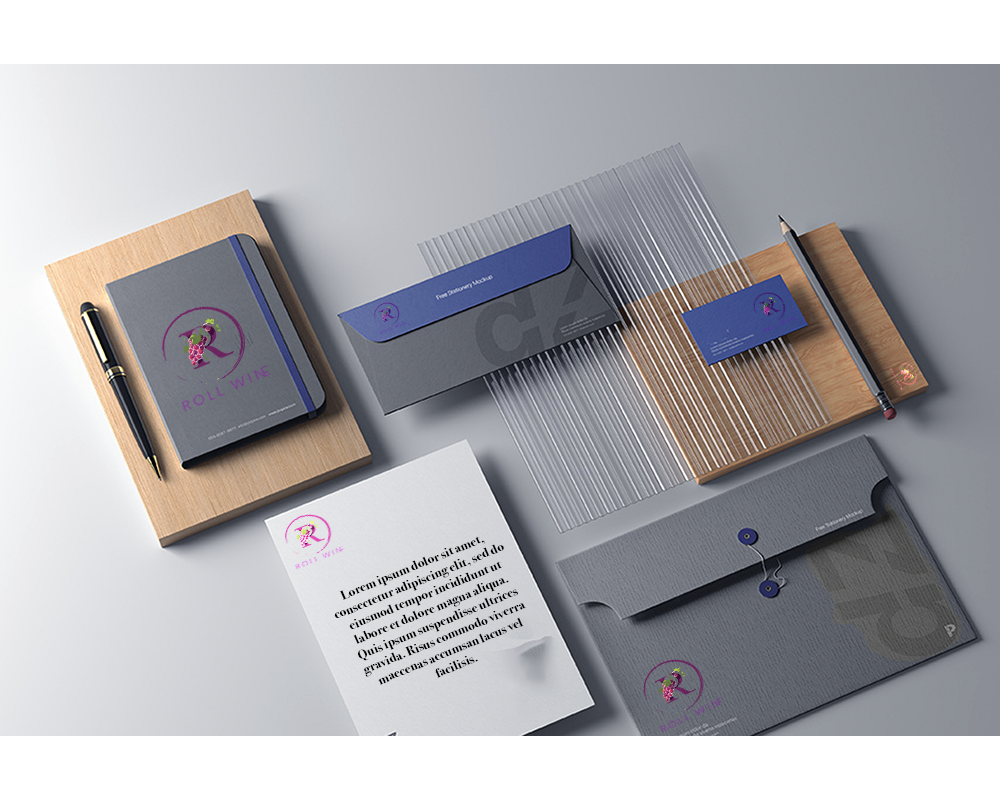 R
ROLL WINE
Free Stationery Mockup
R
R
R
ROLL WIN
Lorem ipsum dolor sit amet,
consectetur adipiscing elit, sed do
eiusmod tempor incididunt ut
labore et dolore magna aliqua.
Quis ipsum suspendisse ultrices
gravida. Risus commodo viverra
maecenas accumsan lacus vel
facilisis.
Free Stationery Mockup
P
R
ROLL WINE